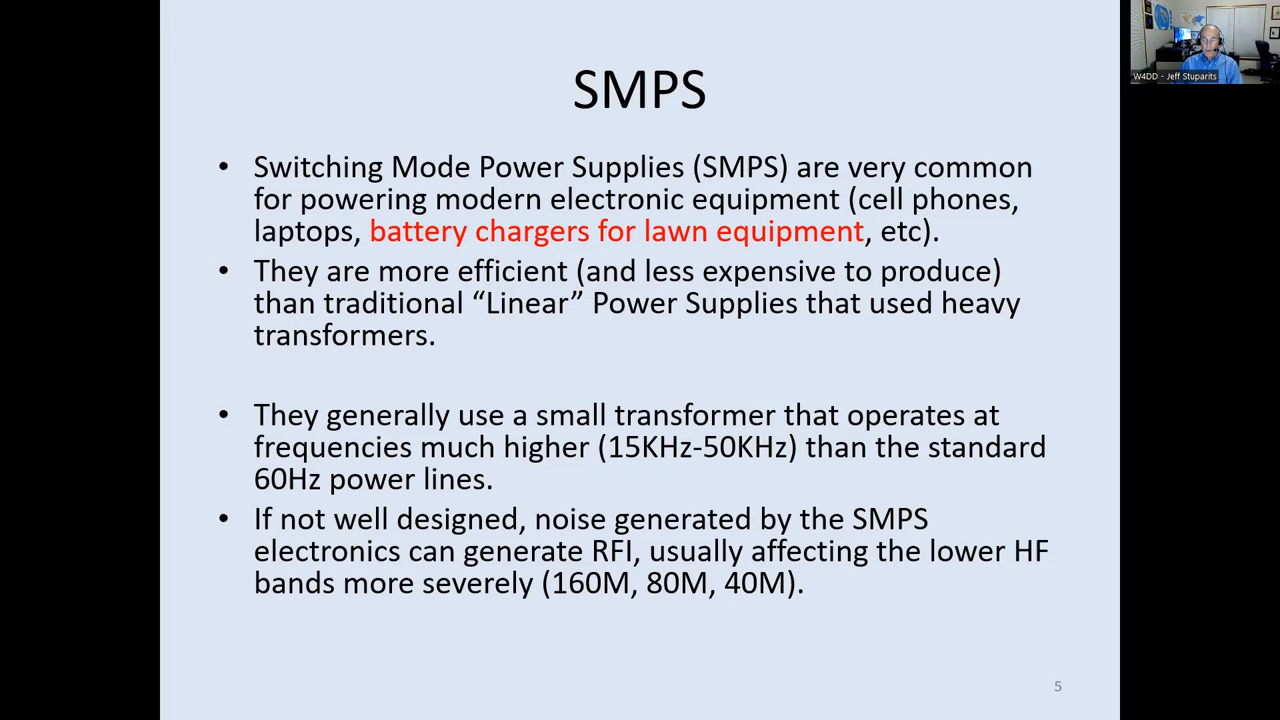 SMPS
• Switching Mode Power Supplies (SMPS) are very common
for powering modern electronic equipment (cell phones,
laptops, battery chargers for lawn equipment, etc).
• They are more efficient (and less expensive to produce)
than traditional “Linear” Power Supplies that used heavy
transformers.
• They generally use a small transformer that operates at
frequencies much higher (15KHz-50KHz) than the standard
60Hz power lines.
• If not well designed, noise generated by the SMPS
electronics can generate RFI, usually affecting the lower HF
bands more severely (160M, 80M, 40M).
5
W4DD - Jeff Stuparits